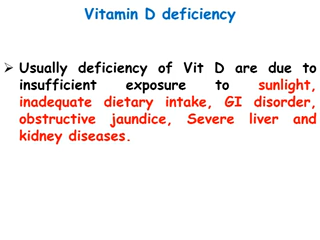 Vitamin D deficiency
➢ Usually deficiency of Vit D are due to
insufficient exposure to sunlight,
inadequate dietary intake, GI disorder,
obstructive jaundice, Severe liver and
kidney diseases.